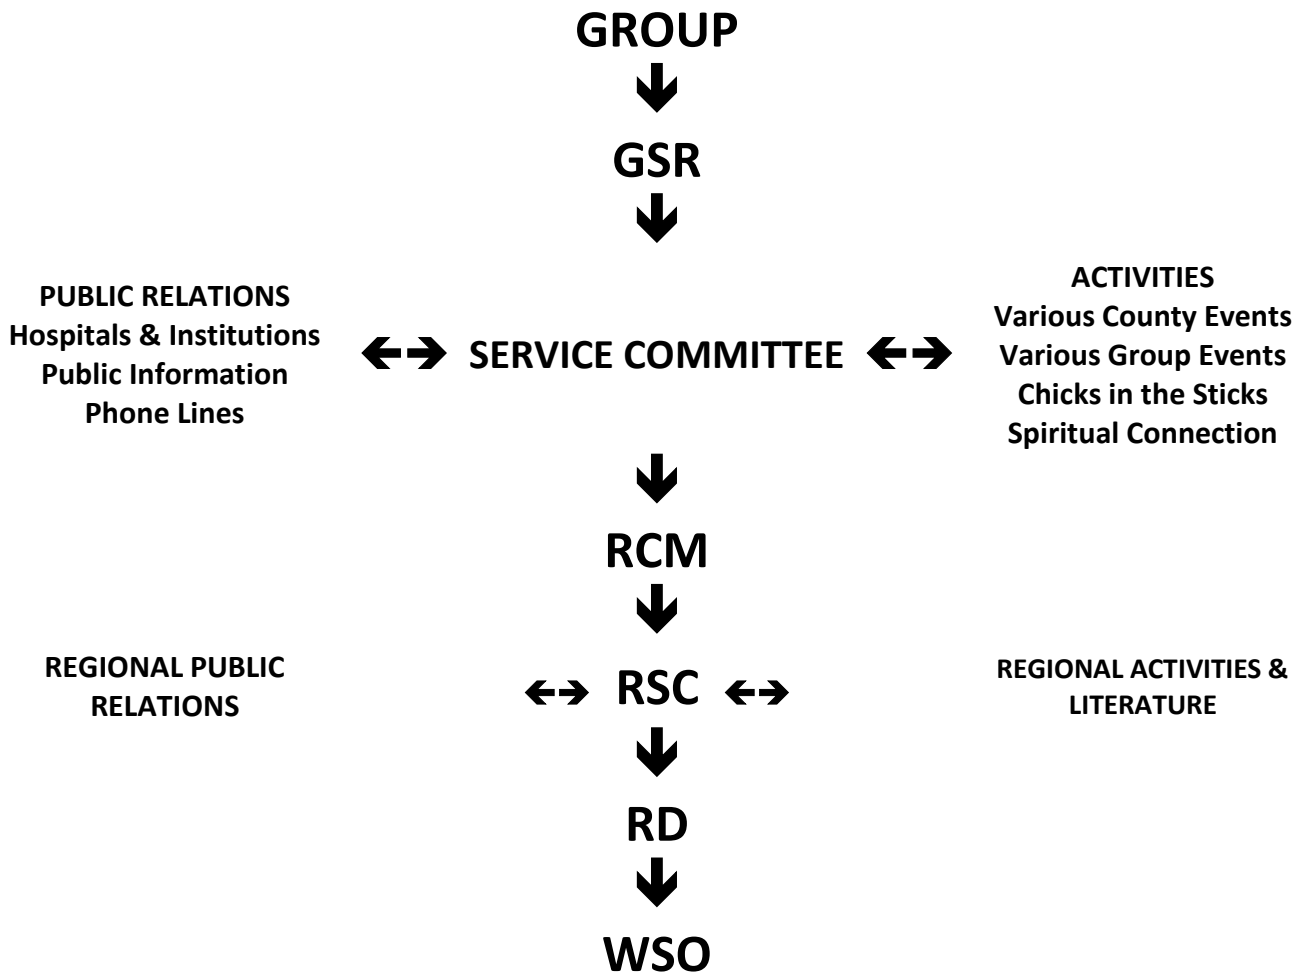 GROUP
GSR
PUBLIC RELATIONS
Hospitals & Institutions
Public Information
Phone Lines
SERVICE COMMITTEE
ACTIVITIES
Various County Events
Various Group Events
Chicks in the Sticks
Spiritual Connection
RCM
REGIONAL PUBLIC
RELATIONS
RSC
REGIONAL ACTIVITIES &
LITERATURE
RD
WSO